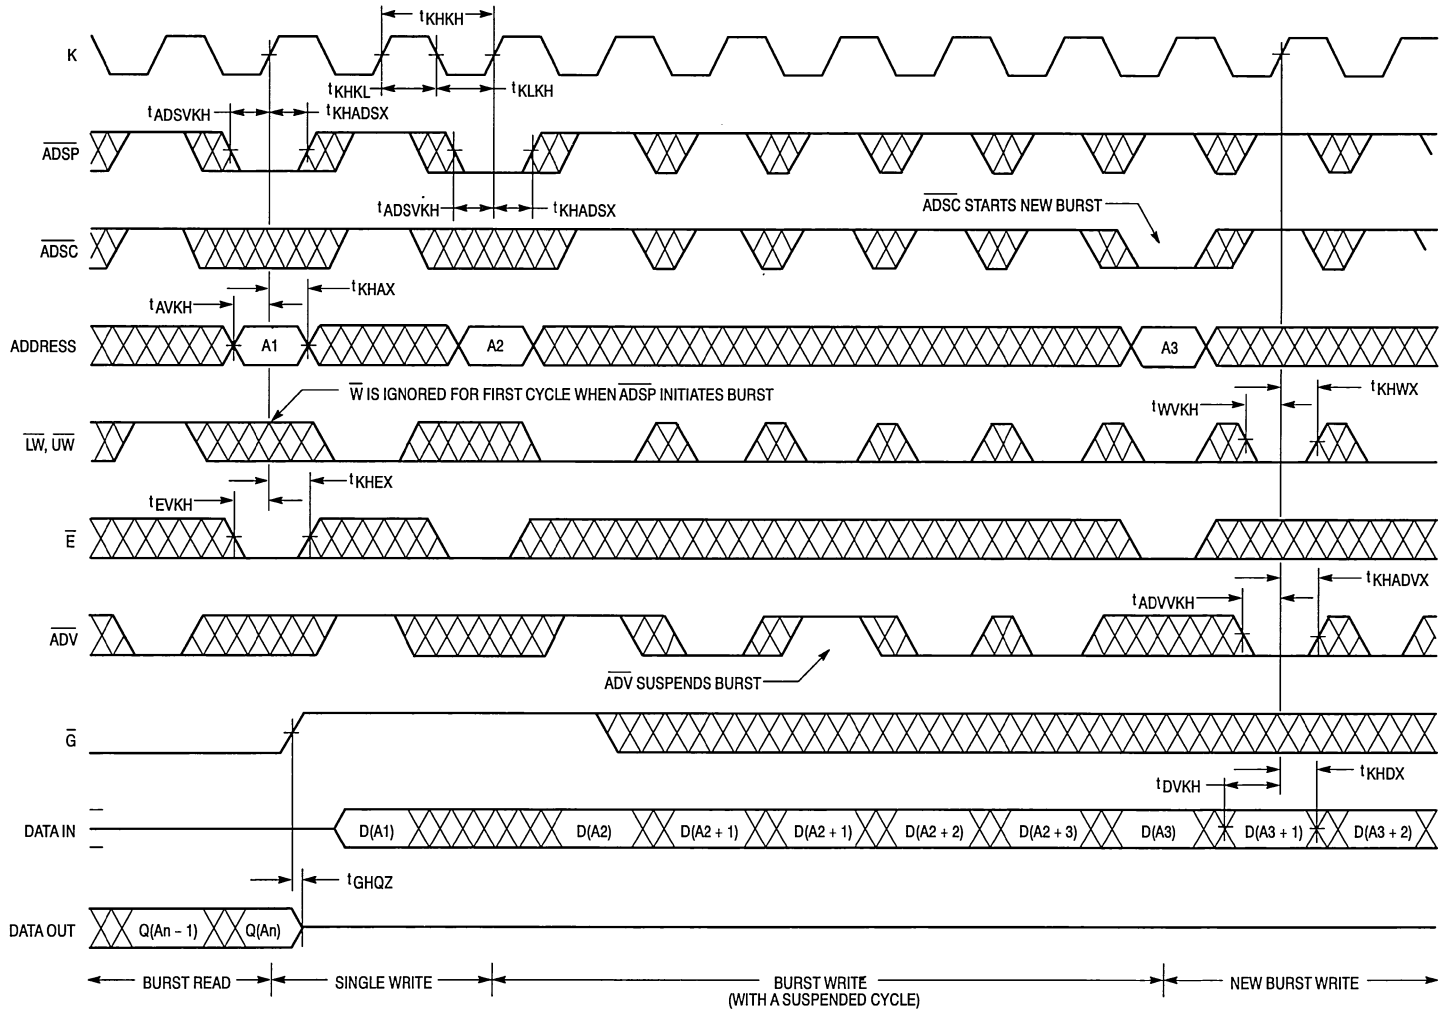 tKHKH
K
tKHKL
tKLKH
tADSVKH
tKHADSX
ADSP
tADSVKH
tKHADSX
ADSC STARTS NEW BURST
ADSC
tKHAX
tAVKH
ADDRESS
A1
A2
A3
W IS IGNORED FOR FIRST CYCLE WHEN ADSP INITIATES BURST
tKHWX
tWVKH
LW, UW
tKHEX
tEVKH
E
tKHADVX
tADVVKH
ADV
ADV SUSPENDS BURST
G
tKHDX
tDVKH
DATA IN
D(A1)
D(A2)
D(A2 + 1)
D(A2 + 1)
D(A2 + 2)
D(A2 + 3)
D(A3)
D(A3 + 1)
D(A3 + 2)
tGHQZ
DATA OUT
Q(An – 1)
Q(An)
BURST READ
SINGLE WRITE
BURST WRITE
(WITH A SUSPENDED CYCLE)
NEW BURST WRITE